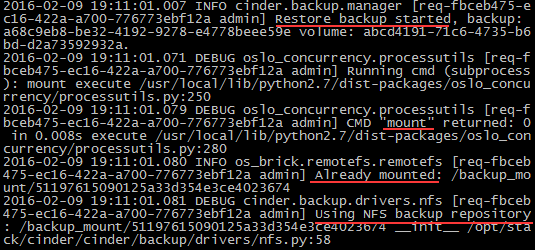 2016-02-09 19:11:01.007 INFO cinder.backup.manager [req-fbceb475-e
c16-422a-a700-776773ebf12a admin] Restore backup started, backup:
a68c9eb8-be32-4192-9278-e4778beee59e volume: abcd4191-71c6-4735-b6
bd-d2a73592932a.
2016-02-09 19:11:01.071 DEBUG oslo_concurrency.processutils [req-f
bceb475-ec16-422a-a700-776773ebf12a admin] Running cmd (subprocess
): mount execute /usr/local/lib/python2.7/dist-packages/oslo_concu
rrency/processutils.py:250
2016-02-09 19:11:01.079 DEBUG oslo_concurrency.processutils [req-f
bceb475-ec16-422a-a700-776773ebf12a admin] CMD "mount" returned: 0
in 0.008s execute /usr/local/lib/python2.7/dist-packages/oslo_con
currency/processutils.py:280
2016-02-09 19:11:01.080 INFO os_brick.remotefs.remotefs [req-fbceb
475-ec16-422a-a700-776773ebf12a admin] Already mounted: /backup_mo
unt/51197615090125a33d354e3ce4023674
2016-02-09 19:11:01.081 DEBUG cinder.backup.drivers.nfs [req-fbceb
475-ec16-422a-a700-776773ebf12a admin] Using NFS backup repository
: /backup_mount/51197615090125a33d354e3ce4023674 __init__ /opt/sta
ck/cinder/cinder/backup/drivers/nfs.py:58